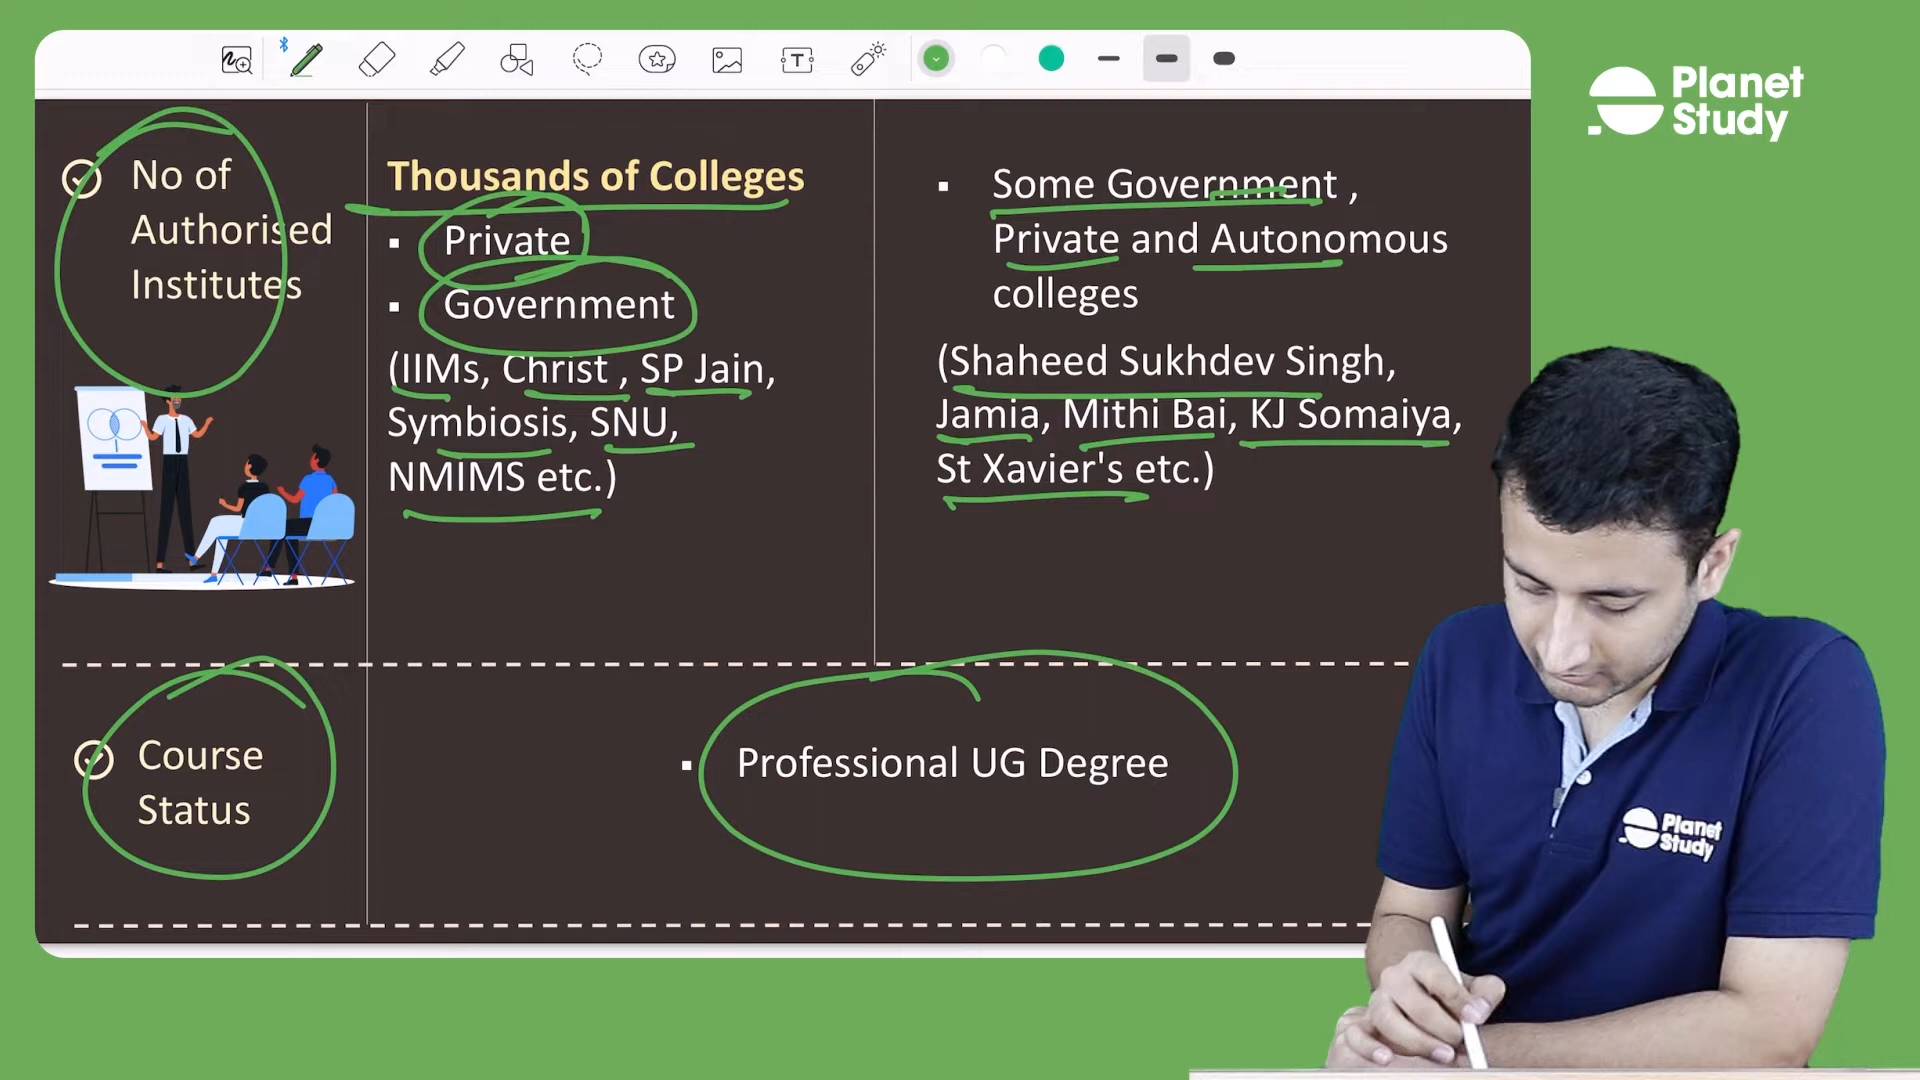 Planet
Study
No of
Authorised
Institutes
Thousands of Colleges
▪ Private
▪ Government
(IIMs, Christ , SP Jain,
Symbiosis, SNU,
NMIMS etc.)
▪ Some Government ,
Private and Autonomous
colleges
(Shaheed Sukhdev Singh,
Jamia, Mithi Bai, KJ Somaiya,
St Xavier's etc.)
Course
Status
▪ Professional UG Degree
Planet
Study